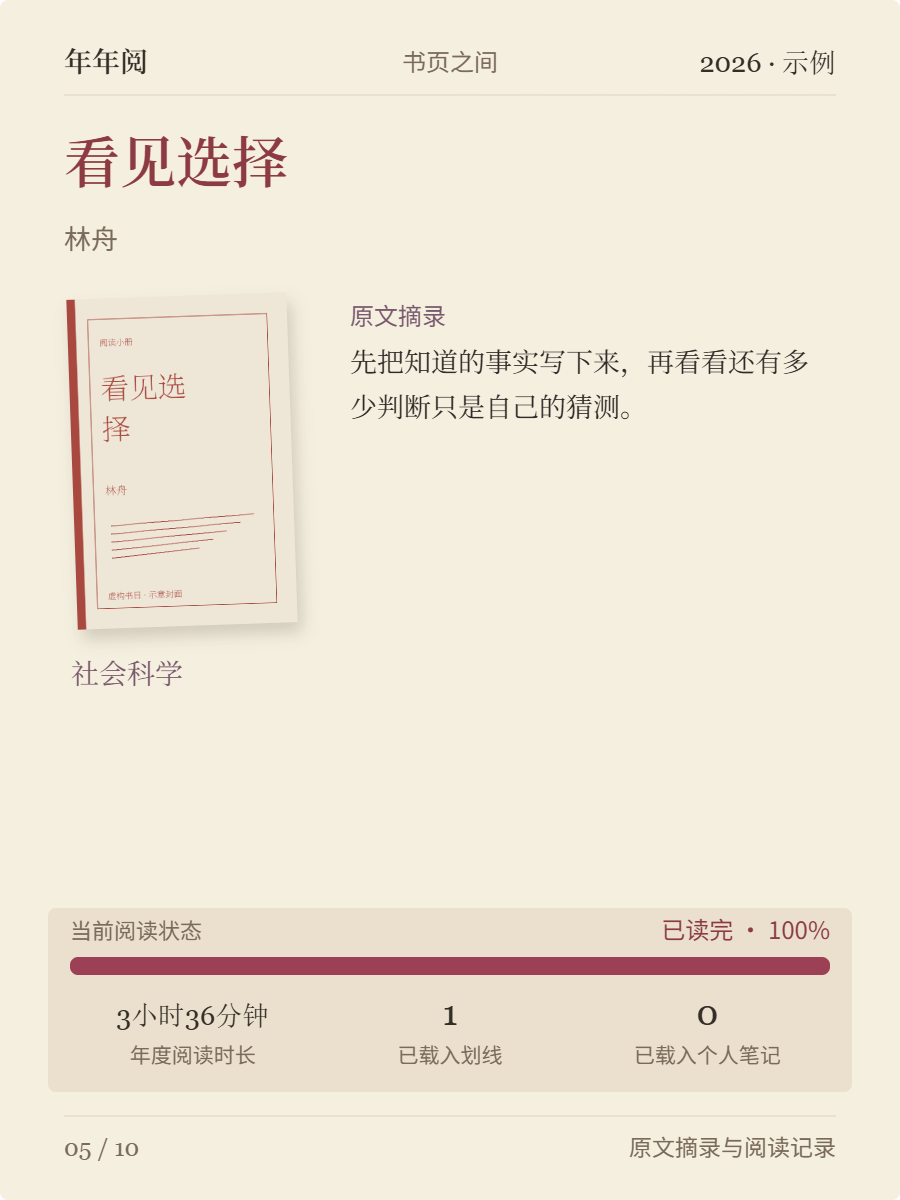 年年阅
书页之间
2026 · 示例
看见选择
林舟
阅读小册
看见选
择
林舟
虚构书目 · 示意封面
社会科学
原文摘录
先把知道的事实写下来，再看看还有多
少判断只是自己的猜测。
当前阅读状态
已读完 · 100%
3小时36分钟
年度阅读时长
1
已载入划线
0
已载入个人笔记
05 / 10
原文摘录与阅读记录